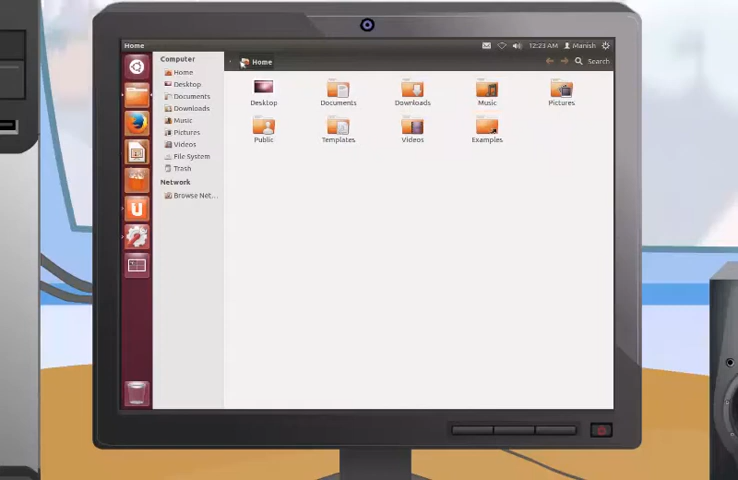 Home 12:23 AM Manish
Computer
Home
Desktop
Documents
Downloads
Music
Pictures
Videos
File System
Trash
Network
Browse Net...
Home Search
Desktop Documents Downloads Music Pictures
Public Templates Videos Examples